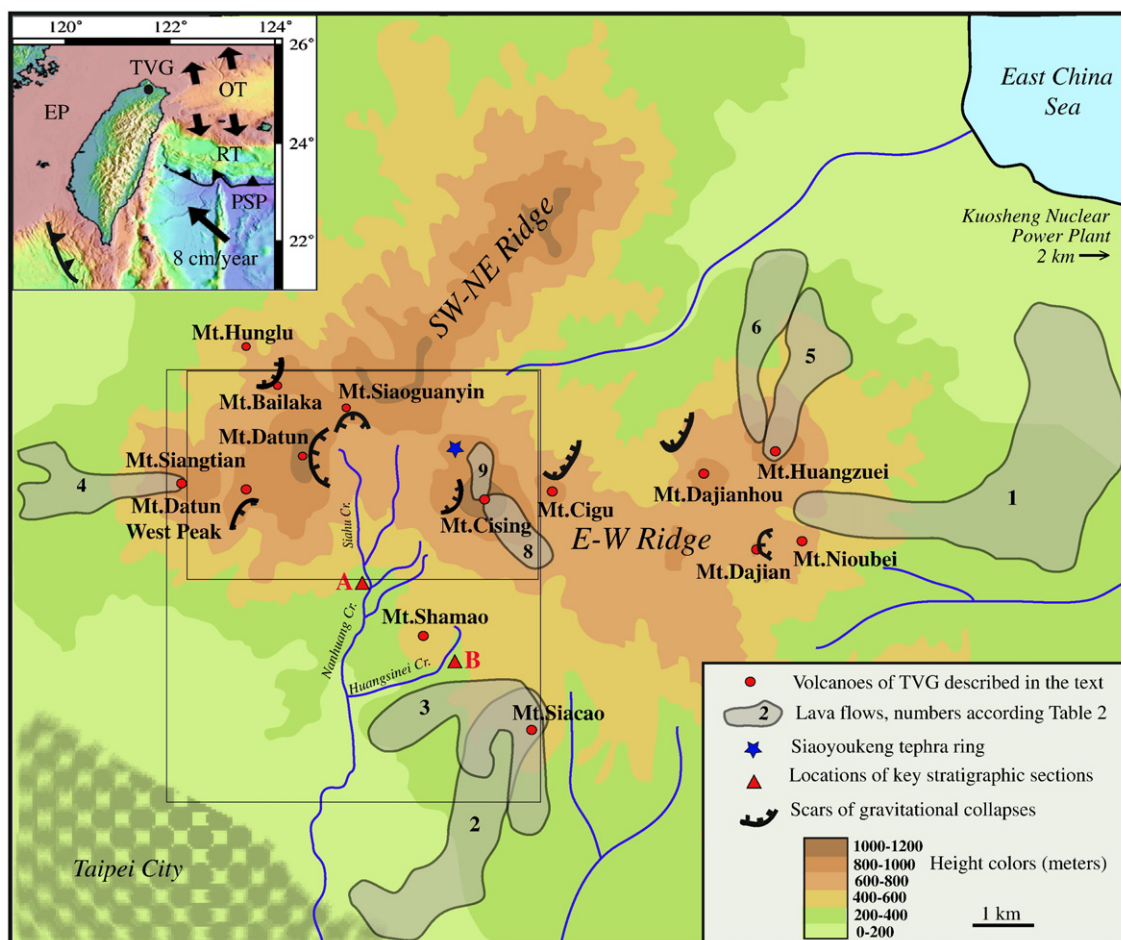 120° 122° 124°
26°
TVG
OT
EP
24°
RT
PSP
22°
8 cm/year
East China
Sea
Kuosheng Nuclear
Power Plant
2 km
SW-NE Ridge
Mt.Hunglu
6
5
Mt.Bailaka
Mt.Siaoguanyin
Mt.Datun
Mt.Siangtian
9
Mt.Huangzuei
4
Mt.Dajianhou
1
Mt.Datun
West Peak
Siahu Cr.
Mt.Cising
Mt.Cigu
E-W Ridge
8
Mt.Nioubei
Mt.Dajian
A
Mt.Shamao
Nanhuang Cr.
B
Huangsinei Cr.
3
Mt.Siacao
2
Taipei City
Volcanoes of TVG described in the text
2 Lava flows, numbers according Table 2
Siaoyoukeng tephra ring
Locations of key stratigraphic sections
Scars of gravitational collapses
1000-1200
800-1000
600-800
400-600
200-400
0-200
Height colors (meters)
1 km